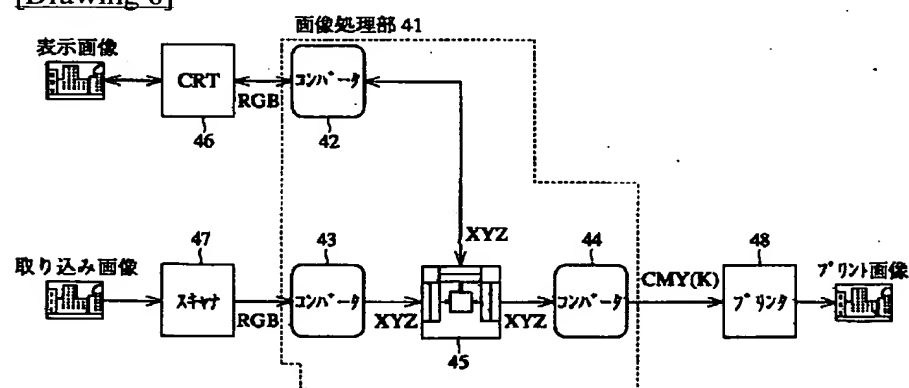 [Drawing 6]
画像処理部 41
表示画像
CRT
RGB
コンバータ
46
42
XYZ
47
43
44
48
取り込み画像
スキャナ
RGB
コンバータ
XYZ
XYZ
コンバータ
CMY(K)
プリンタ
プリント画像
45